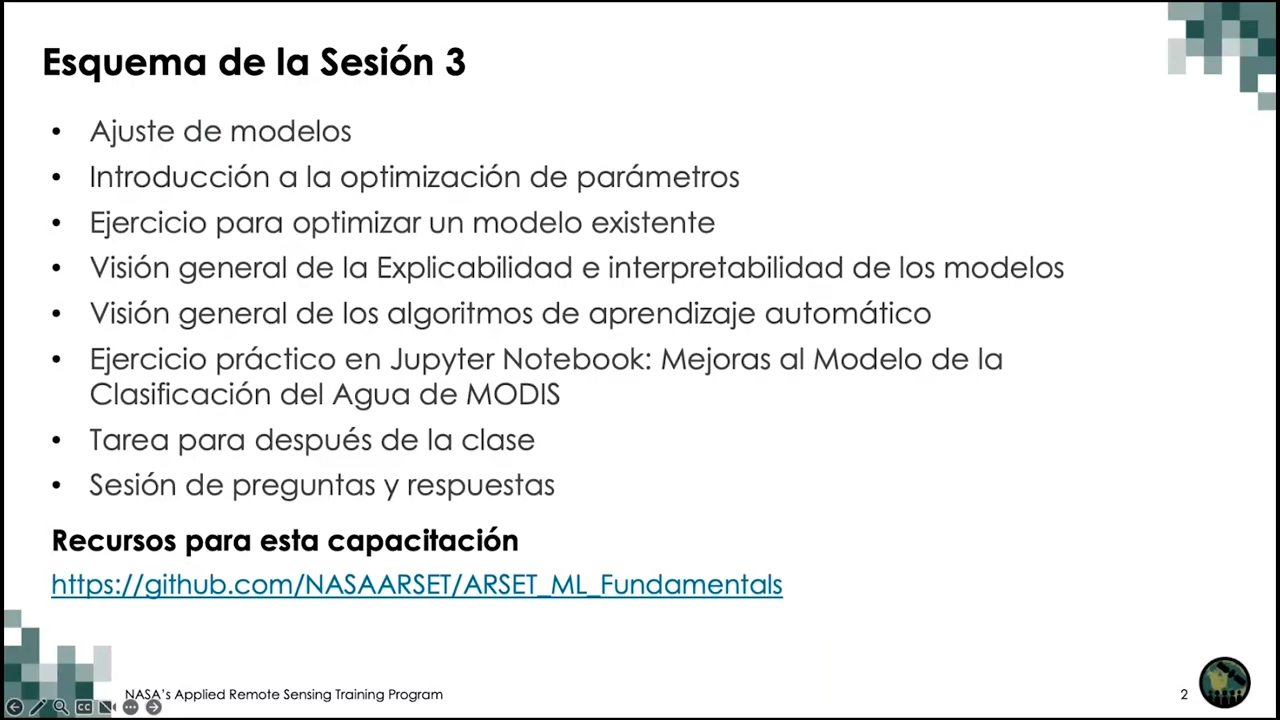 Esquema de la Sesión 3
• Ajuste de modelos
• Introducción a la optimización de parámetros
• Ejercicio para optimizar un modelo existente
• Visión general de la Explicabilidad e interpretabilidad de los modelos
• Visión general de los algoritmos de aprendizaje automático
• Ejercicio práctico en Jupyter Notebook: Mejoras al Modelo de la
Clasificación del Agua de MODIS
• Tarea para después de la clase
• Sesión de preguntas y respuestas
Recursos para esta capacitación
https://github.com/NASAARSET/ARSET_ML_Fundamentals
NASA's Applied Remote Sensing Training Program
2
CC